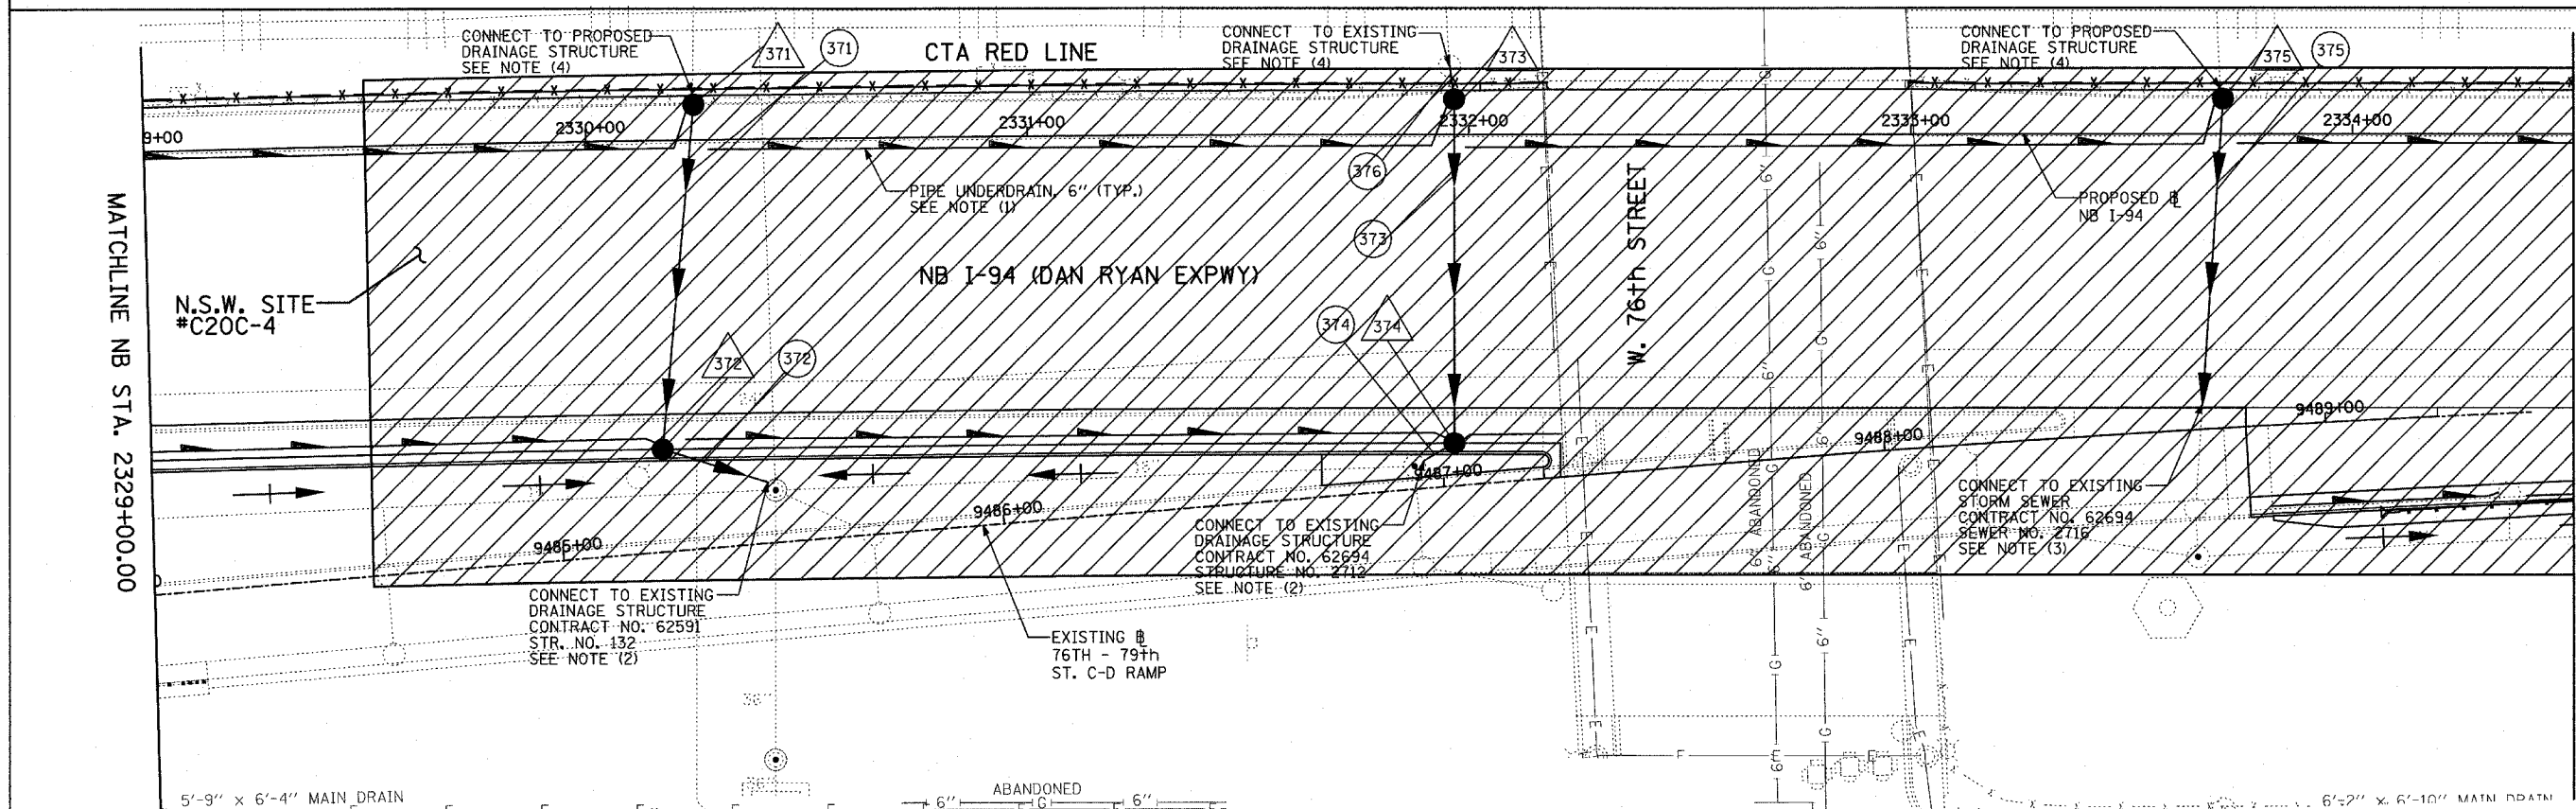 CONNECT TO PROPOSED
DRAINAGE STRUCTURE
SEE NOTE (4)
371
371
CTA RED LINE
CONNECT TO EXISTING
DRAINAGE STRUCTURE
SEE NOTE (4)
373
CONNECT TO PROPOSED
DRAINAGE STRUCTURE
SEE NOTE (4)
375
375
9+00
2330+00
2331+00
2332+00
2333+00
2334+00
PIPE UNDERDRAIN, 6" (TYP.)
SEE NOTE (1)
376
373
PROPOSED ⅊
NB I-94
W. 76th STREET
MATCHLINE NB STA. 2329+00.00
N.S.W. SITE
#C20C-4
NB I-94 (DAN RYAN EXPWY)
372
372
374
374
9485+00
9486+00
9487+00
9488+00
9489+00
CONNECT TO EXISTING
DRAINAGE STRUCTURE
CONTRACT NO. 62591
STR. NO. 132
SEE NOTE (2)
CONNECT TO EXISTING
DRAINAGE STRUCTURE
CONTRACT NO. 62694
STRUCTURE NO. 2712
SEE NOTE (2)
CONNECT TO EXISTING
STORM SEWER
CONTRACT NO. 62694
SEWER NO. 2716
SEE NOTE (3)
EXISTING ⅊
76TH - 79th
ST. C-D RAMP
6" ABANDONED
6" ABANDONED
36"
36"
5'-9" x 6'-4" MAIN DRAIN
ABANDONED
6" G 6"
6'-2" x 6'-10" MAIN DRAIN